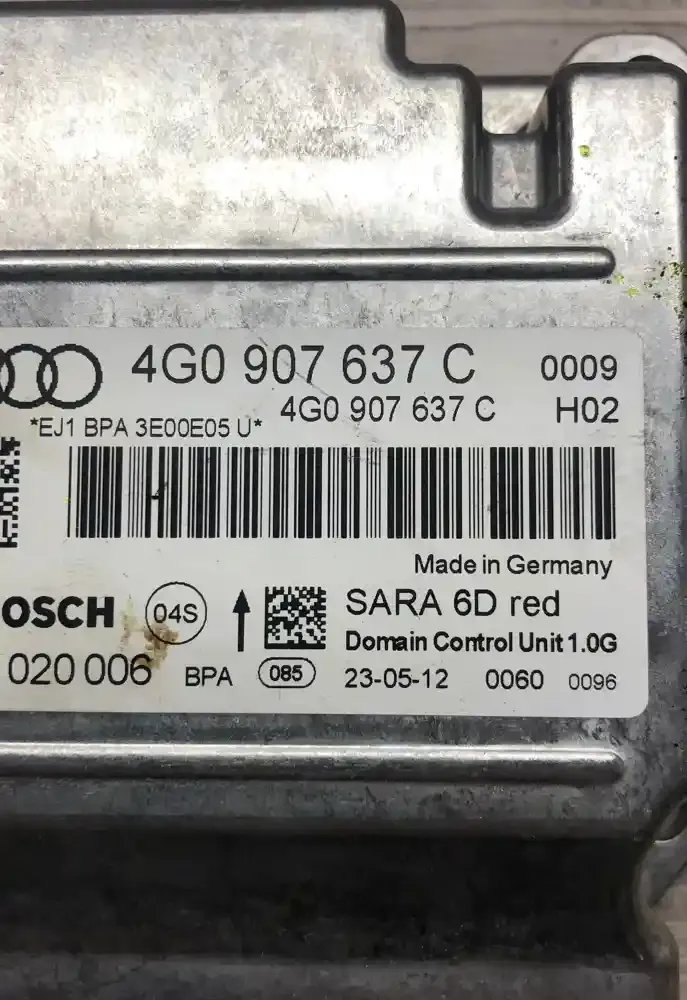 4G0 907 637 C 0009
4G0 907 637 C H02
*EJ1 BPA 3E00E05 U*
Made in Germany
OSCH 04S SARA 6D red
Domain Control Unit 1.0G
020 006 BPA 085 23-05-12 0060 0096